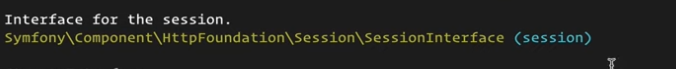 Interface for the session.
Symfony\Component\HttpFoundation\Session\SessionInterface (session)